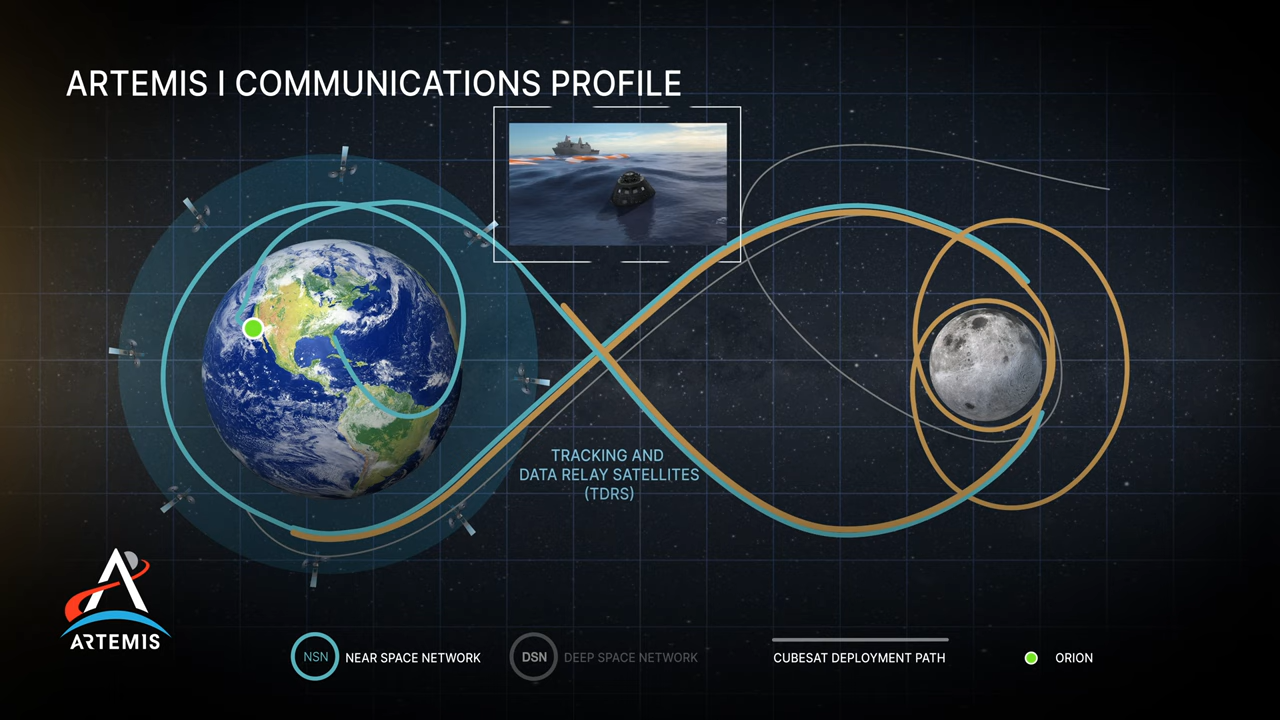 ARTEMIS I COMMUNICATIONS PROFILE
TRACKING AND
DATA RELAY SATELLITES
(TDRS)
ARTEMIS
NSN NEAR SPACE NETWORK
DSN DEEP SPACE NETWORK
CUBESAT DEPLOYMENT PATH
ORION